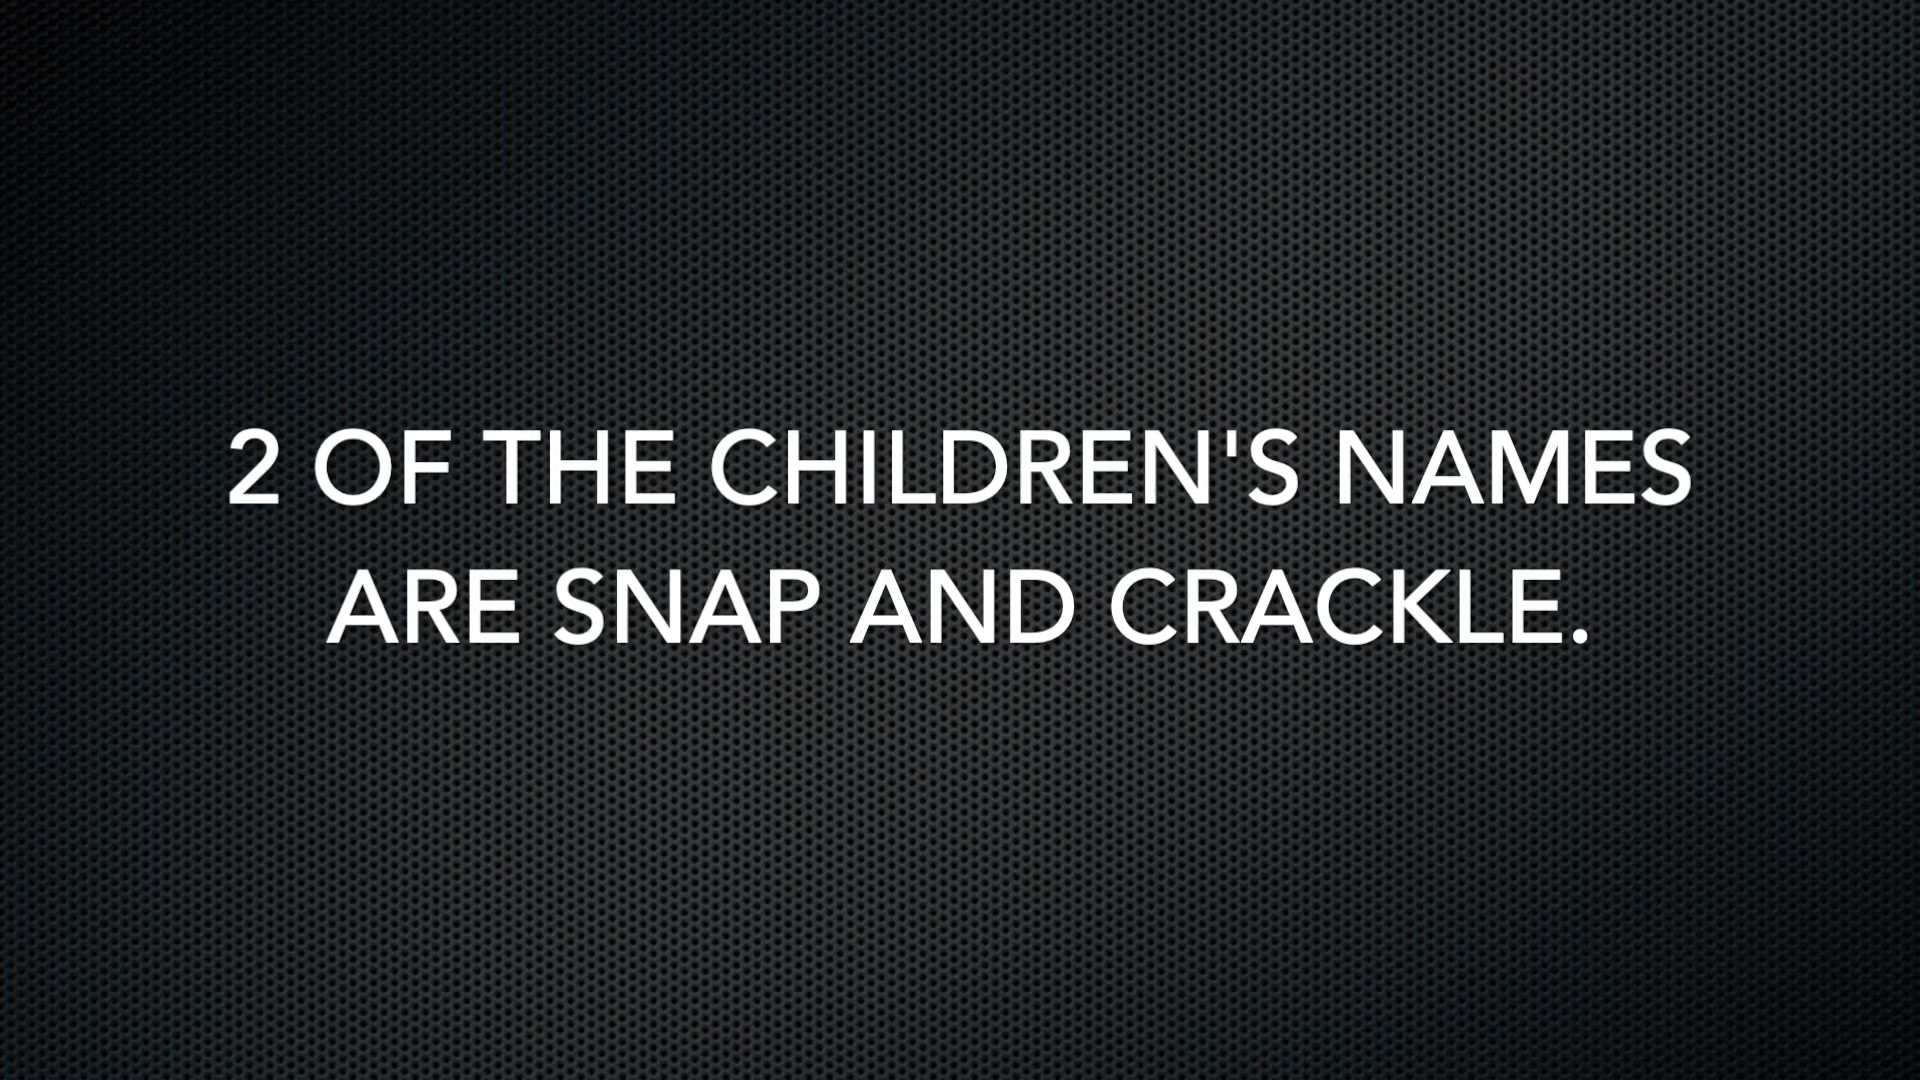 2 OF THE CHILDREN'S NAMES
ARE SNAP AND CRACKLE.